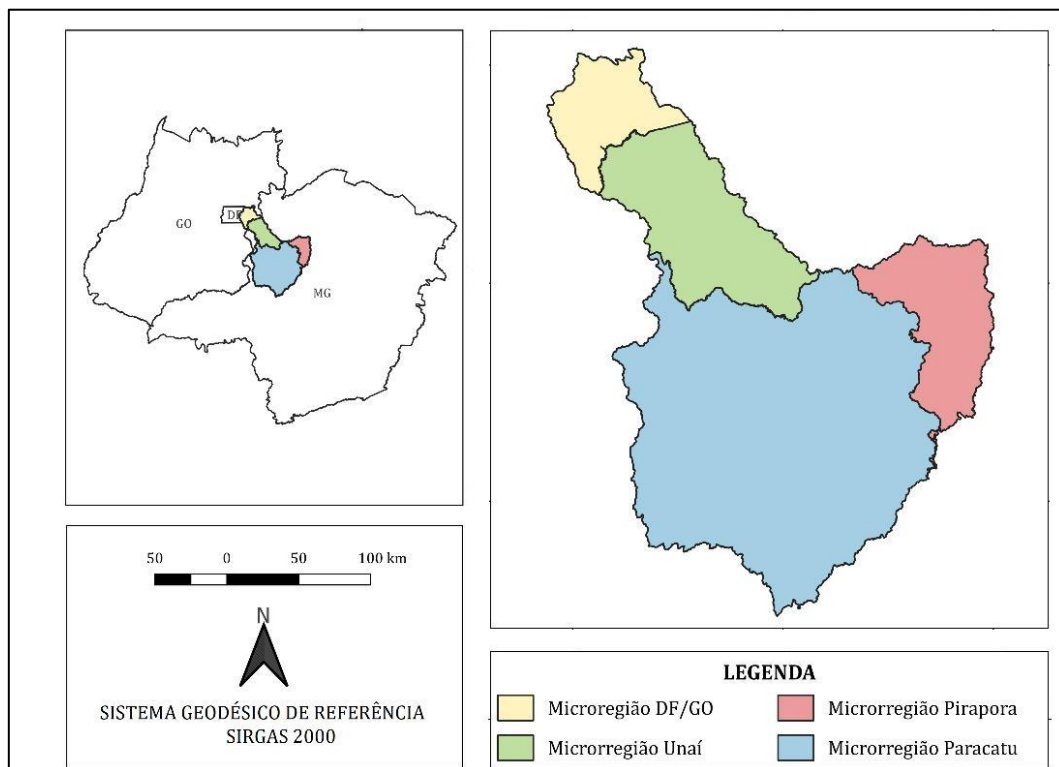 GO
DF
MG
50 0 50 100 km
N
SISTEMA GEODÉSICO DE REFERÊNCIA
SIRGAS 2000
LEGENDA
Microregião DF/GO
Microrregião Pirapora
Microrregião Unaí
Microrregião Paracatu